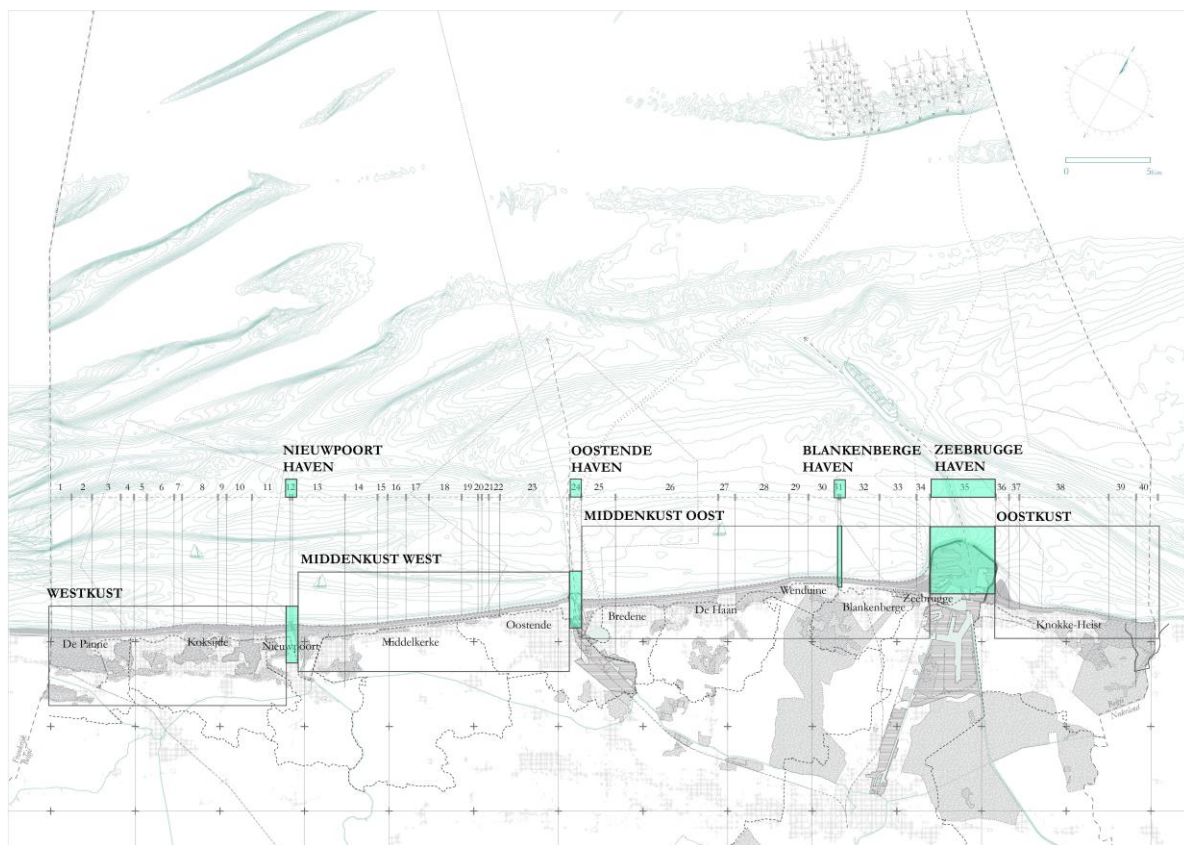 0 5Km
NIEUWPOORT
HAVEN
OOSTENDE
HAVEN
BLANKENBERGE
HAVEN
ZEEBRUGGE
HAVEN
1 2 3 4 5 6 7 8 9 10 11 12 13 14 15 16 17 18 19 20 21 22 23 24 25 26 27 28 29 30 31 32 33 34 35 36 37 38 39 40
MIDDENKUST OOST
OOSTKUST
MIDDENKUST WEST
WESTKUST
De Panne
Koksijde
Nieuwpoort
Middelkerke
Oostende
Bredene
De Haan
Wenduine
Blankenberge
Zeebrugge
Knokke-Heist